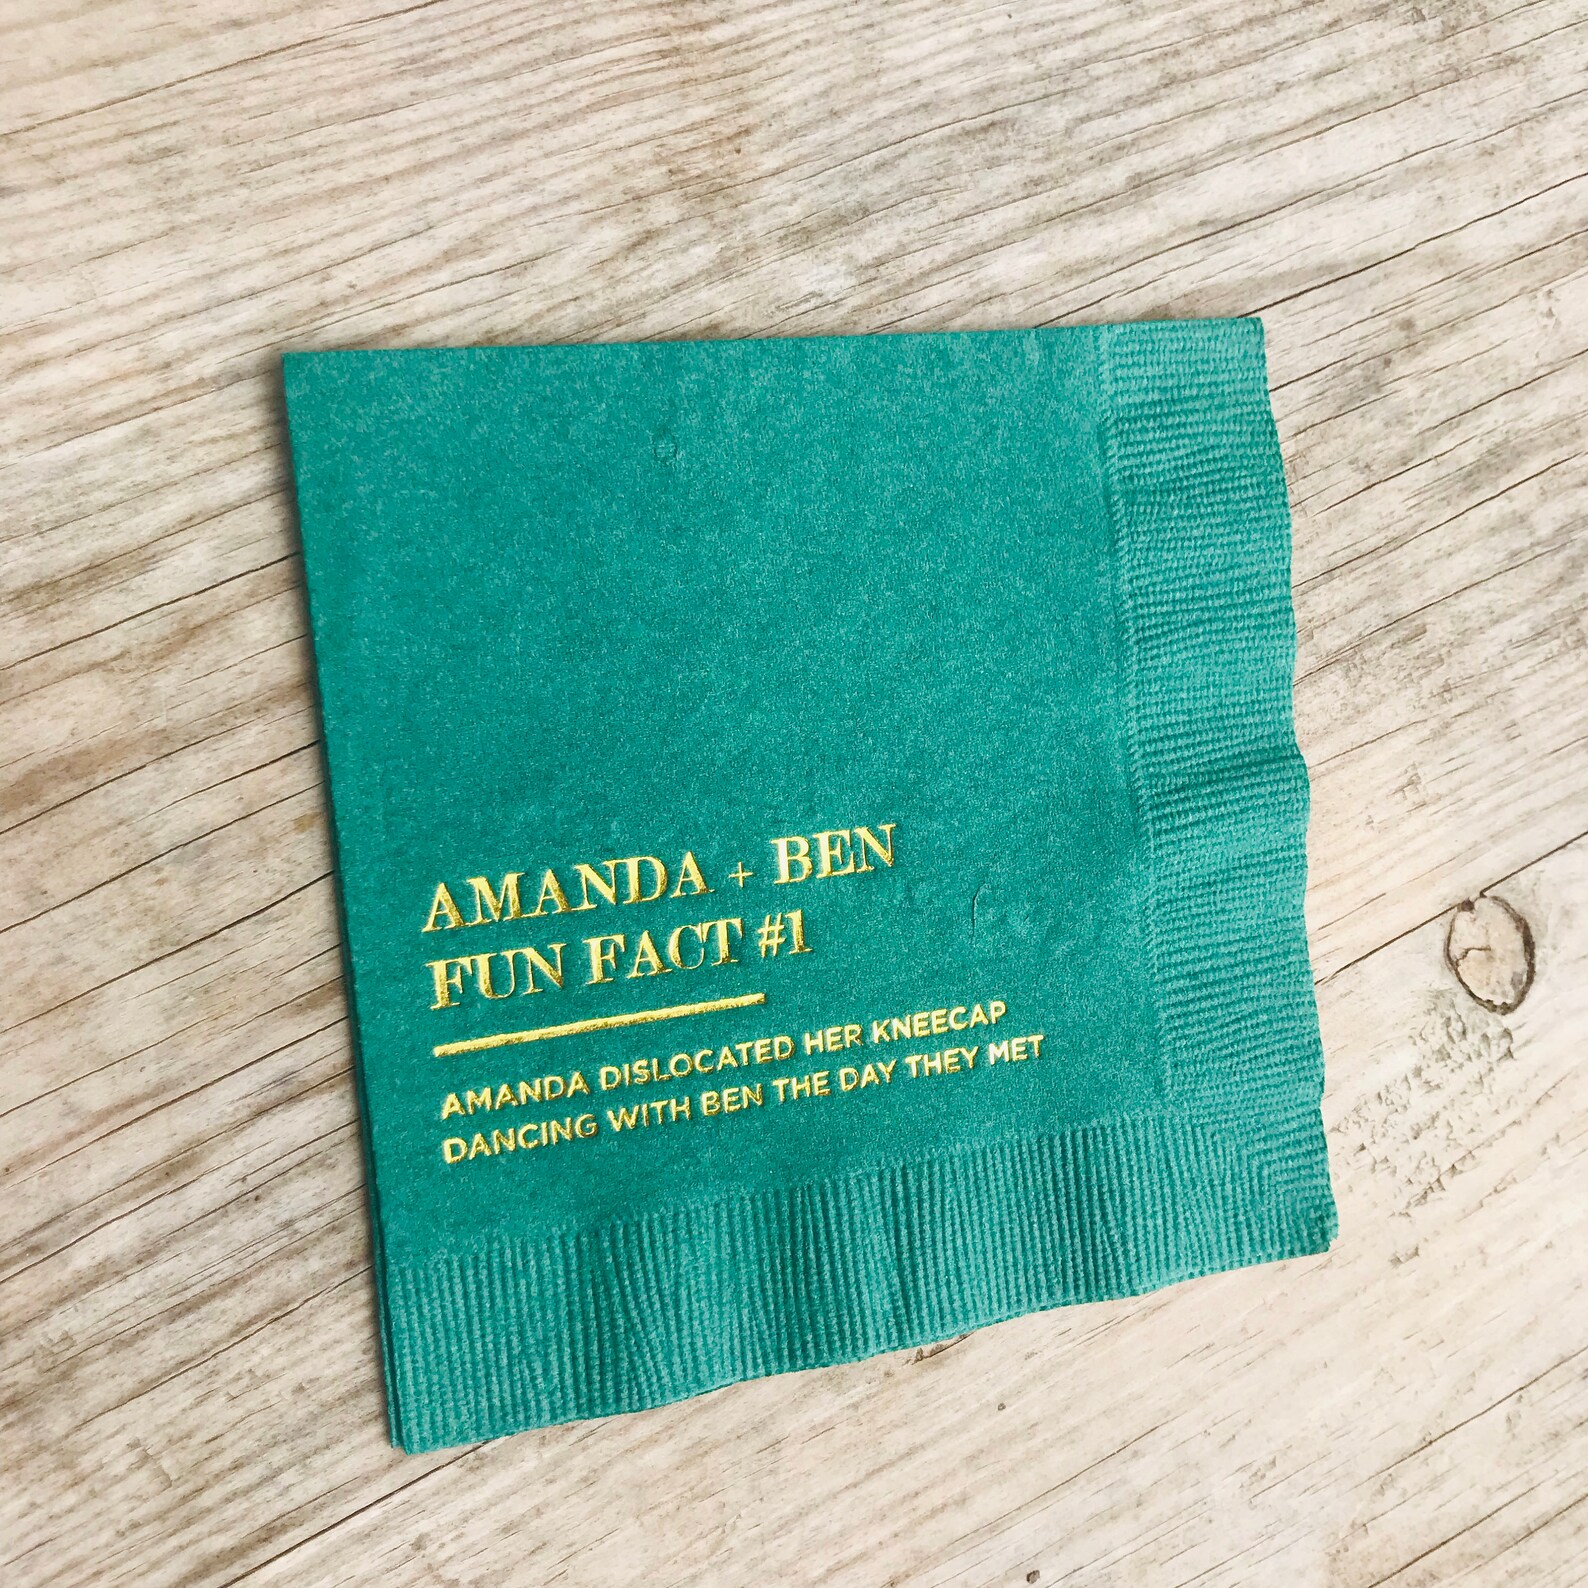 AMANDA + BEN
FUN FACT #1
AMANDA DISLOCATED HER KNEECAP
DANCING WITH BEN THE DAY THEY MET